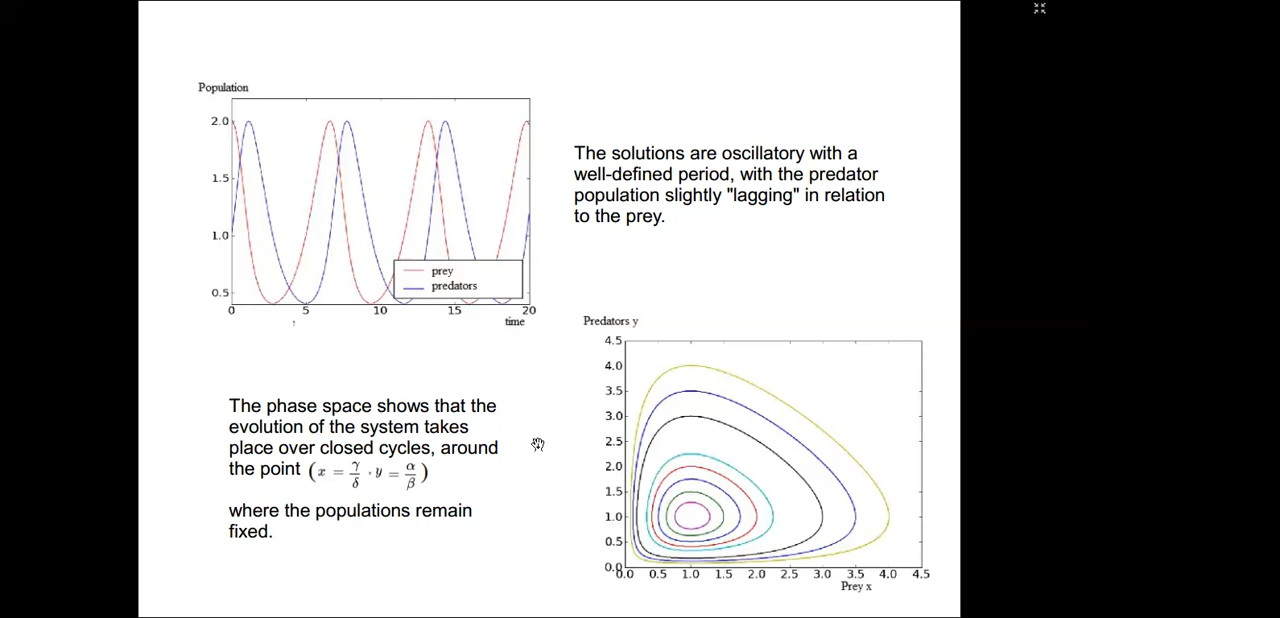 Population
2.0
1.5
1.0
0.5
prey
predators
0 5 10 15 20
time
The solutions are oscillatory with a
well-defined period, with the predator
population slightly "lagging" in relation
to the prey.
The phase space shows that the
evolution of the system takes
place over closed cycles, around
the point (x = γ/δ , y = α/β)
where the populations remain
fixed.
Predators y
4.5
4.0
3.5
3.0
2.5
2.0
1.5
1.0
0.5
0.0
0.0 0.5 1.0 1.5 2.0 2.5 3.0 3.5 4.0 4.5
Prey x